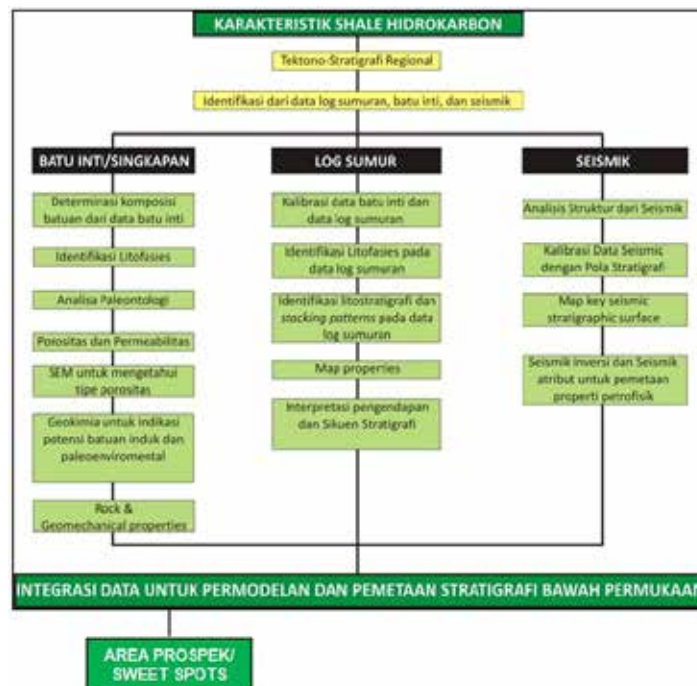 KARAKTERISTIK SHALE HIDROKARBON
Tektono-Stratigrafi Regional
Identifikasi dari data log sumuran, batu inti, dan seismik
BATU INTI/SINGKAPAN
Determinasi komposisi
batuan dari data batu inti
Identifikasi Litofasies
Analisa Paleontologi
Porositas dan Permeabilitas
SEM untuk mengetahui
tipe porositas
Geokimia untuk indikasi
potensi batuan induk dan
paleoenviromental
Rock &
Geomechanical properties
LOG SUMUR
Kalibrasi data batu inti dan
data log sumuran
Identifikasi Litofasies pada
data log sumuran
Identifikasi litostratigrafi dan
stacking patterns pada data
log sumuran
Map properties
Interpretasi pengendapan
dan Sikuen Stratigrafi
SEISMIK
Analisis Struktur dari Seismik
Kalibrasi Data Seismic
dengan Pola Stratigrafi
Map key seismic
stratigraphic surface
Seismik Inversi dan Seismik
atribut untuk pemetaan
properti petrofisik
INTEGRASI DATA UNTUK PERMODELAN DAN PEMETAAN STRATIGRAFI BAWAH PERMUKAAN
AREA PROSPEK/
SWEET SPOTS